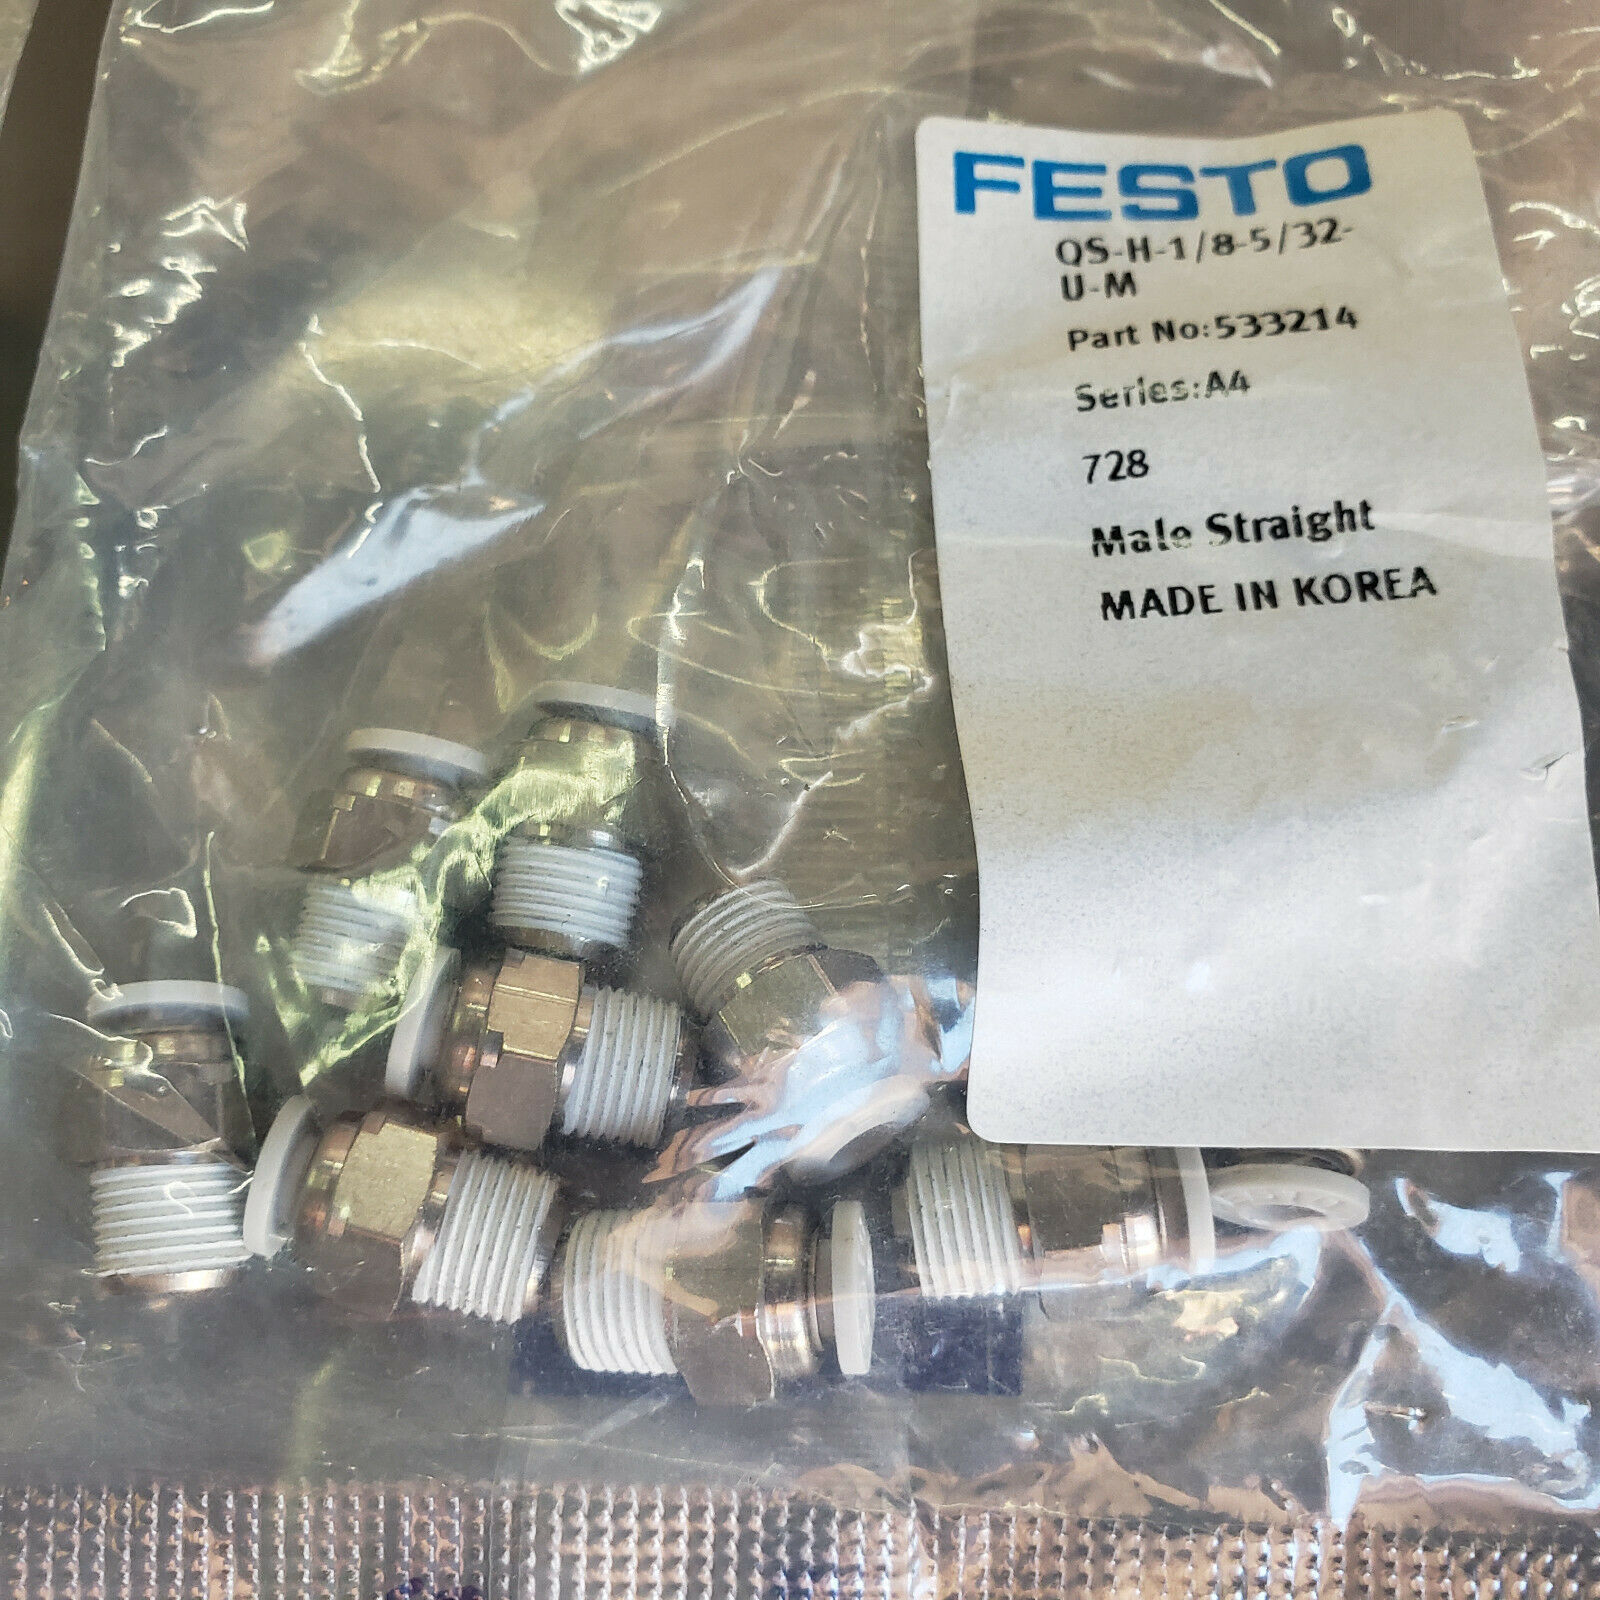 FESTO
QS-H-1/8-5/32-
U-M
Part No:533214
Series:A4
728
Male Straight
MADE IN KOREA